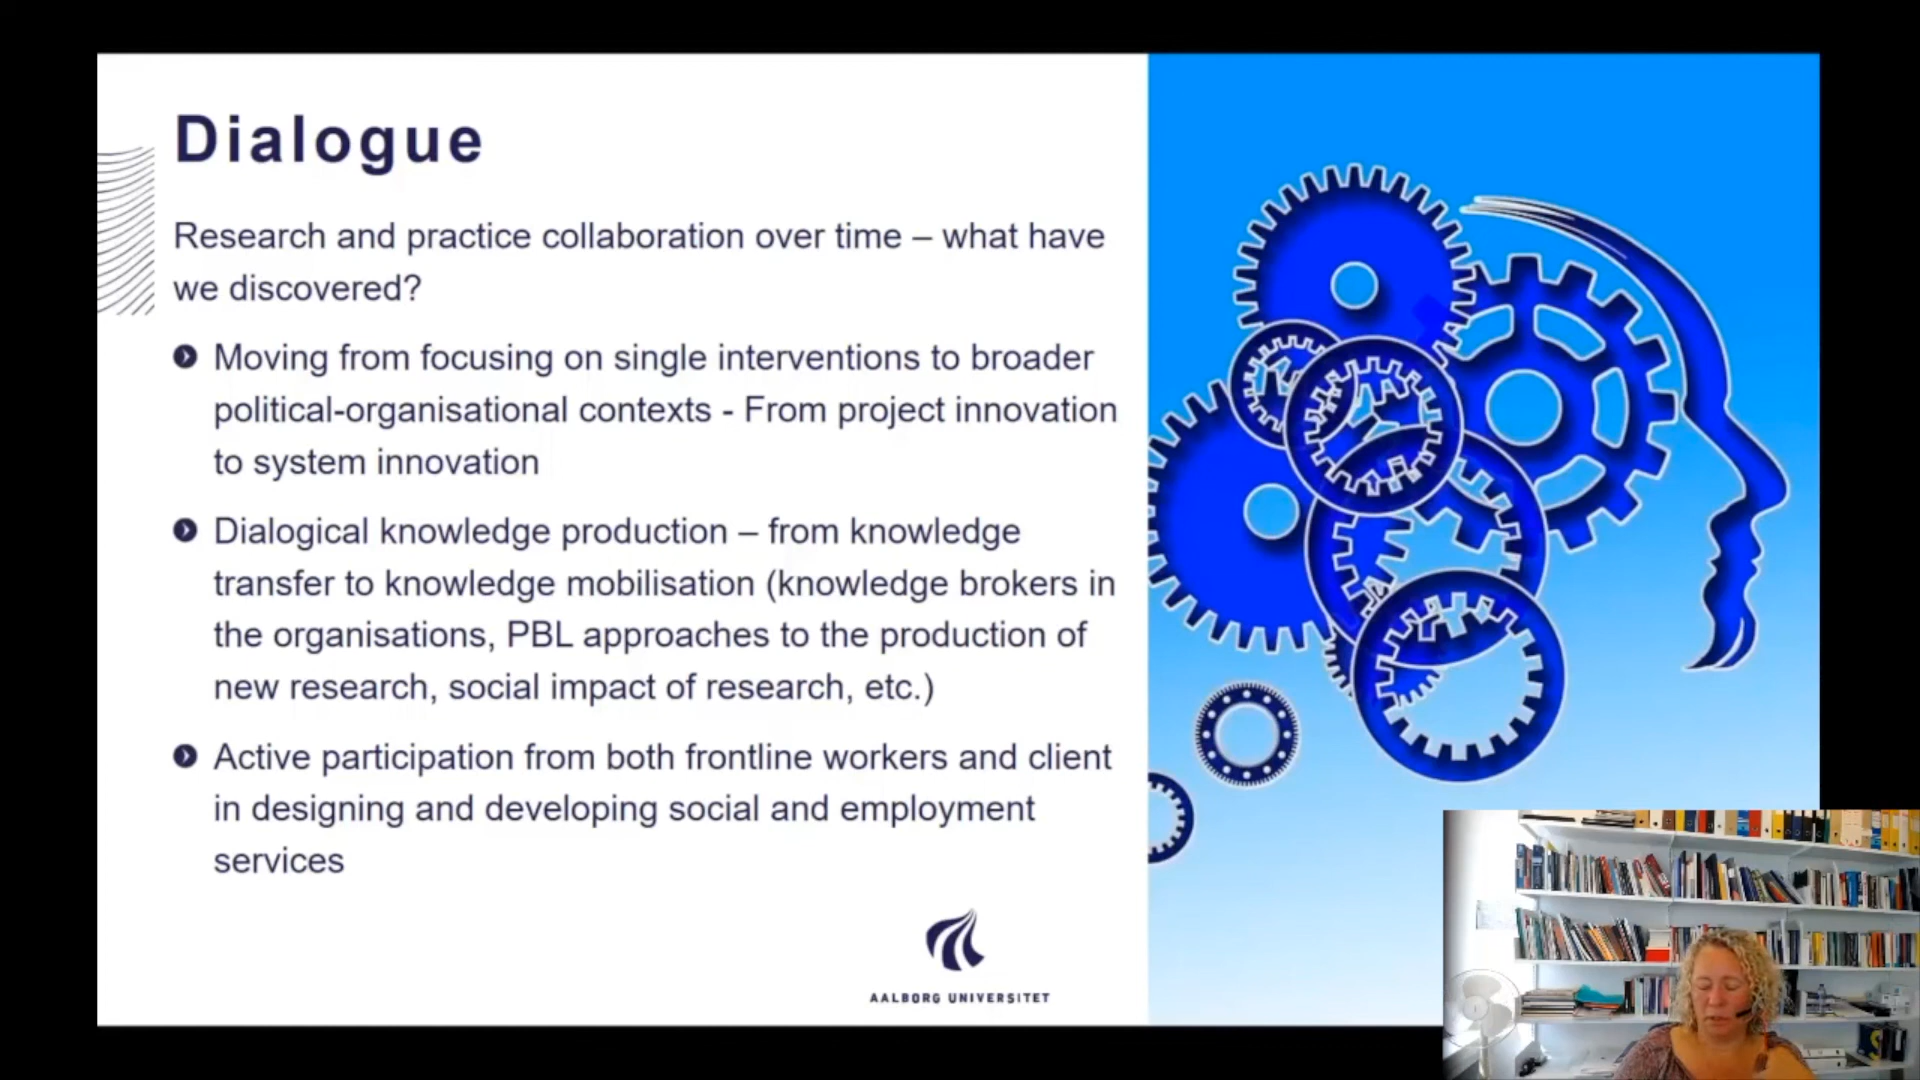 Dialogue
Research and practice collaboration over time – what have
we discovered?
Moving from focusing on single interventions to broader
political-organisational contexts - From project innovation
to system innovation
Dialogical knowledge production – from knowledge
transfer to knowledge mobilisation (knowledge brokers in
the organisations, PBL approaches to the production of
new research, social impact of research, etc.)
Active participation from both frontline workers and client
in designing and developing social and employment
services
AALBORG UNIVERSITET